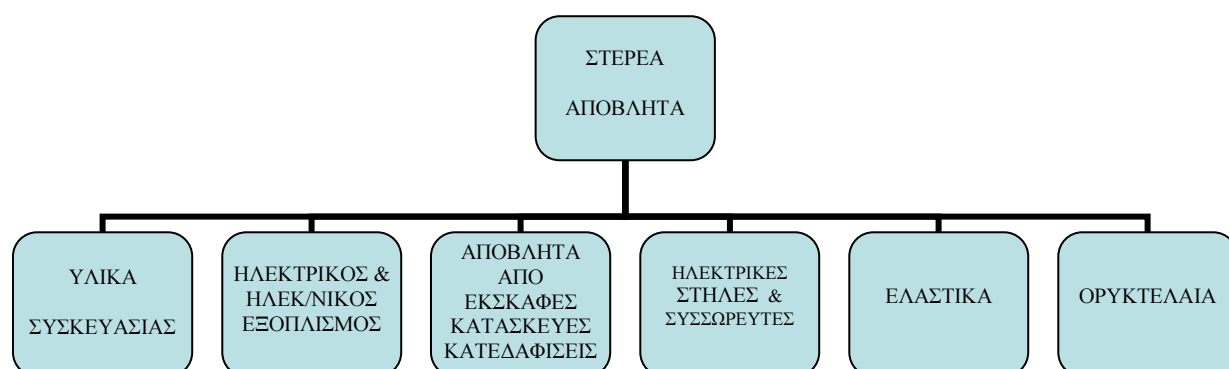 ΣΤΕΡΕΑ
ΑΠΟΒΛΗΤΑ
ΥΛΙΚΑ
ΣΥΣΚΕΥΑΣΙΑΣ
ΗΛΕΚΤΡΙΚΟΣ &
ΗΛΕΚ/ΝΙΚΟΣ
ΕΞΟΠΛΙΣΜΟΣ
ΑΠΟΒΛΗΤΑ
ΑΠΟ
ΕΚΣΚΑΦΕΣ
ΚΑΤΑΣΚΕΥΕΣ
ΚΑΤΕΔΑΦΙΣΕΙΣ
ΗΛΕΚΤΡΙΚΕΣ
ΣΤΗΛΕΣ &
ΣΥΣΣΩΡΕΥΤΕΣ
ΕΛΑΣΤΙΚΑ
ΟΡΥΚΤΕΛΑΙΑ